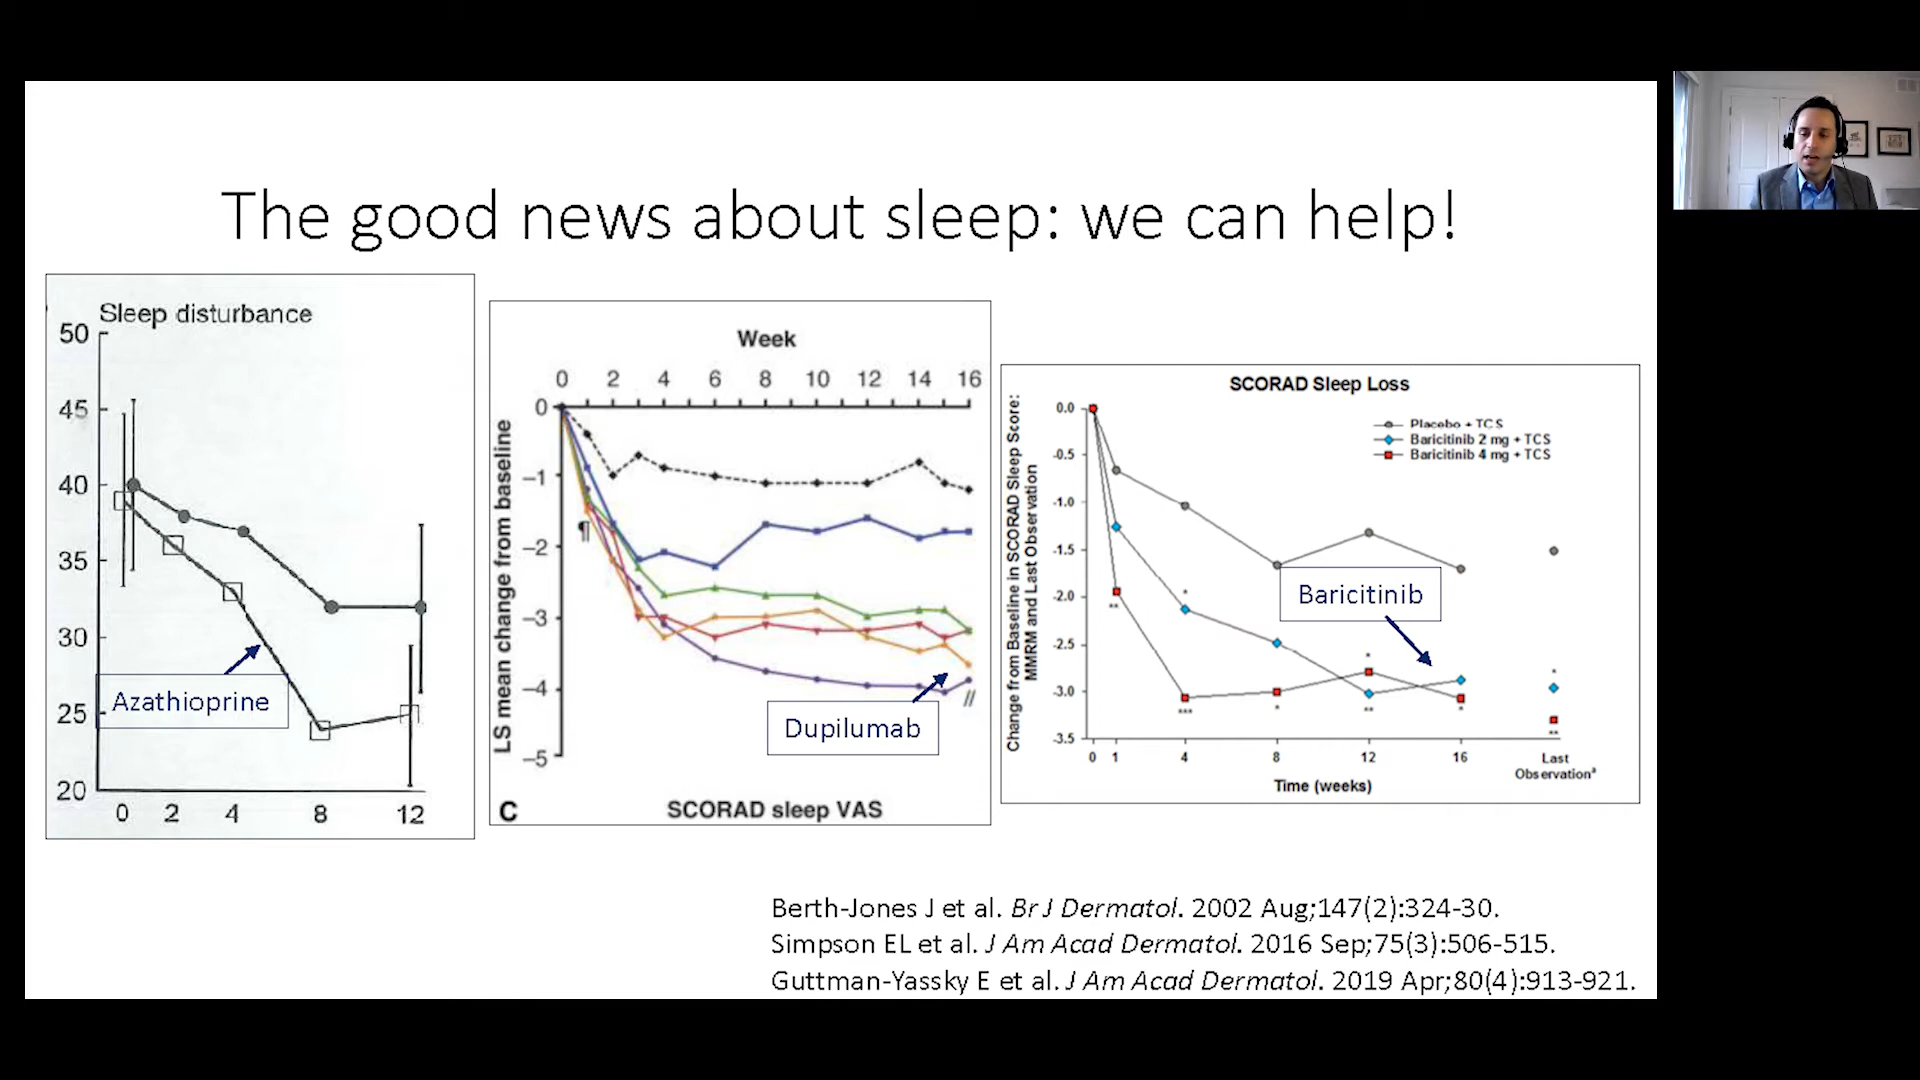 The good news about sleep: we can help!
Sleep disturbance
50
45
40
35
30
25
20
0 2 4 8 12
Azathioprine
Week
0 2 4 6 8 10 12 14 16
0
−1
−2
−3
−4
−5
LS mean change from baseline
¶
//
Dupilumab
C SCORAD sleep VAS
SCORAD Sleep Loss
Placebo + TCS
Baricitinib 2 mg + TCS
Baricitinib 4 mg + TCS
Change from Baseline in SCORAD Sleep Score:
MMRM and Last Observation
0.0
-0.5
-1.0
-1.5
-2.0
-2.5
-3.0
-3.5
Baricitinib
* * * *
** *** * ** * **
0 1 4 8 12 16 Last
Observationª
Time (weeks)
Berth-Jones J et al. Br J Dermatol. 2002 Aug;147(2):324-30.
Simpson EL et al. J Am Acad Dermatol. 2016 Sep;75(3):506-515.
Guttman-Yassky E et al. J Am Acad Dermatol. 2019 Apr;80(4):913-921.